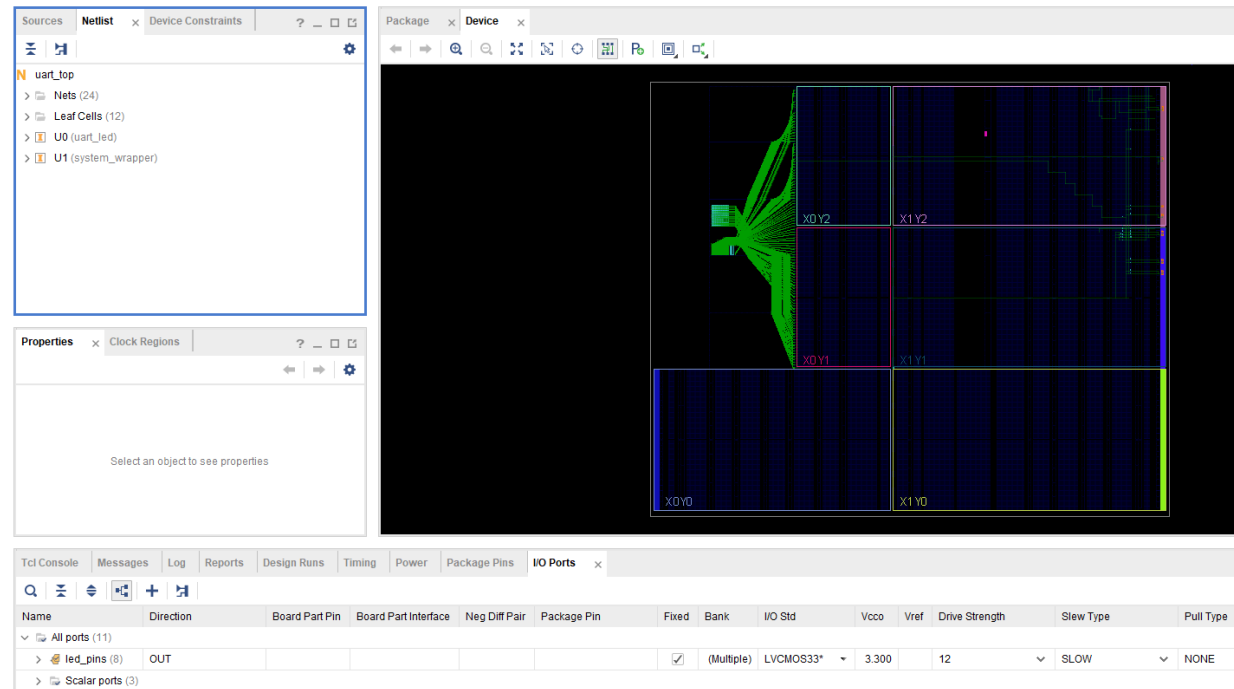 Sources Netlist Device Constraints
uart_top
Nets (24)
Leaf Cells (12)
U0 (uart_led)
U1 (system_wrapper)
Properties Clock Regions
Select an object to see properties
Package Device
X0Y2 X1Y2
X0Y1 X1Y1
X0Y0 X1Y0
Tcl Console Messages Log Reports Design Runs Timing Power Package Pins I/O Ports
Name Direction Board Part Pin Board Part Interface Neg Diff Pair Package Pin Fixed Bank I/O Std Vcco Vref Drive Strength Slew Type Pull Type
All ports (11)
led_pins (8) OUT (Multiple) LVCMOS33* 3.300 12 SLOW NONE
Scalar ports (3)